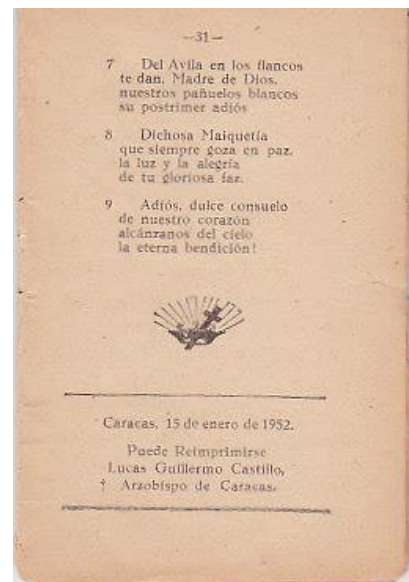 —31—
7 Del Avila en los flancos
te dan, Madre de Dios,
nuestros pañuelos blancos
su postrimer adiós
8 Dichosa Maiquetía
que siempre goza en paz,
la luz y la alegría
de tu gloriosa faz.
9 Adiós, dulce consuelo
de nuestro corazón
alcánzanos del cielo
la eterna bendición!
Caracas, 15 de enero de 1952.
Puede Reimprimirse
Lucas Guillermo Castillo,
† Arzobispo de Caracas.